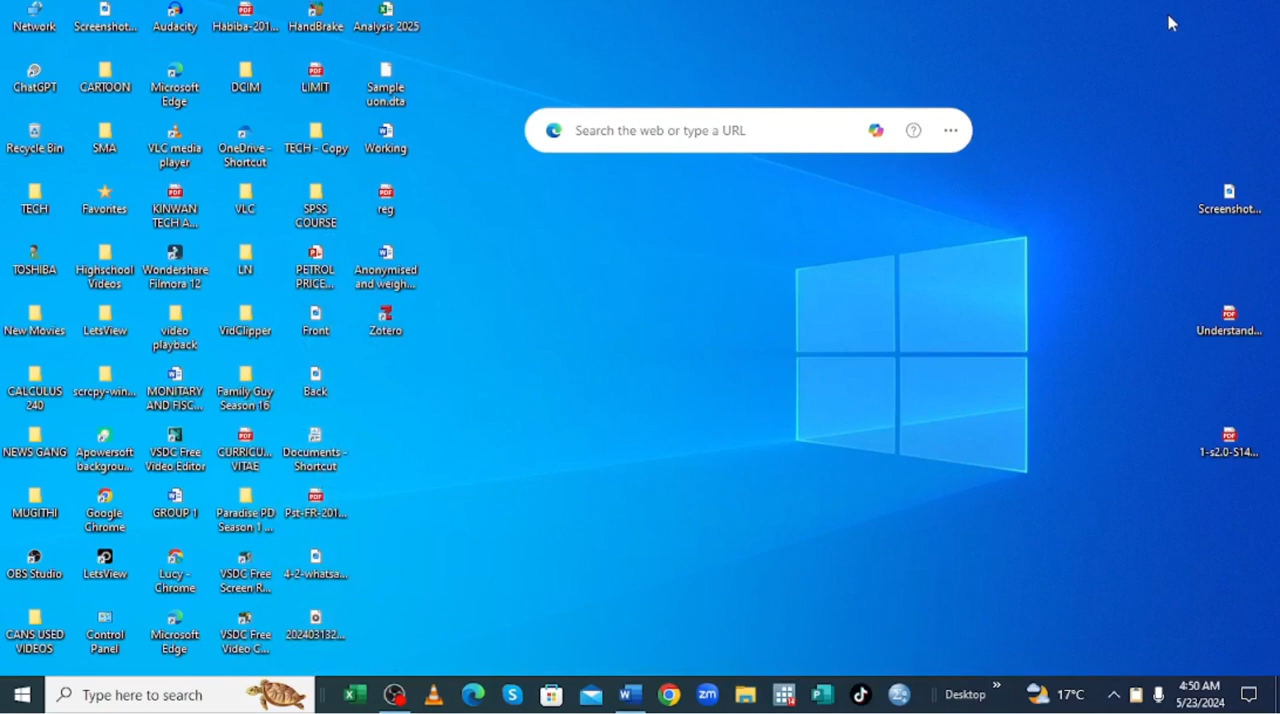 Network
Screenshot...
Audacity
Habiba-201...
HandBrake
Analysis 2025
ChatGPT
CARTOON
Microsoft
Edge
DCIM
LIMIT
Sample
uon.dta
Recycle Bin
SMA
VLC media
player
OneDrive -
Shortcut
TECH - Copy
Working
TECH
Favorites
KINWAN
TECH A...
VLC
SPSS
COURSE
reg
TOSHIBA
Highschool
Videos
Wondershare
Filmora 12
LN
PETROL
PRICE...
Anonymised
and weigh...
New Movies
LetsView
video
playback
VidClipper
Front
Zotero
CALCULUS
240
scrcpy-win...
MONITARY
AND FISC...
Family Guy
Season 16
Back
NEWS GANG
Apowersoft
backgrou...
VSDC Free
Video Editor
CURRICU...
VITAE
Documents -
Shortcut
MUGITHI
Google
Chrome
GROUP 1
Paradise PD
Season 1 ...
Pst-FR-201...
OBS Studio
LetsView
Lucy -
Chrome
VSDC Free
Screen R...
4-2-whatsa...
CANS USED
VIDEOS
Control
Panel
Microsoft
Edge
VSDC Free
Video C...
202403132...
Search the web or type a URL
Screenshot...
Understand...
1-s2.0-S14...
Type here to search
zm
Desktop
17°C
4:50 AM
5/23/2024